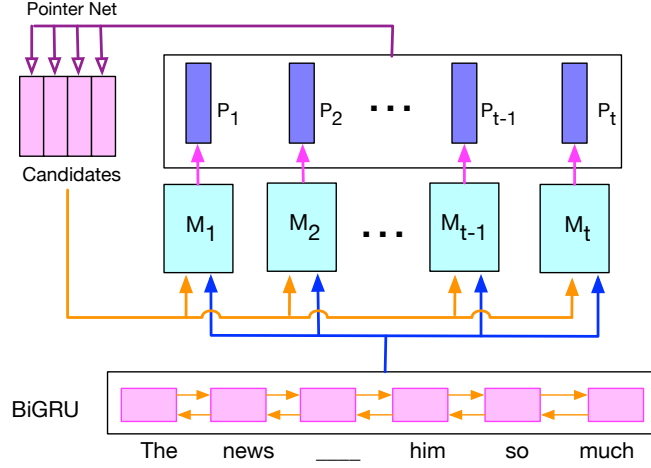 Pointer Net
P1 P2 ... Pt-1 Pt
Candidates
M1 M2 ... Mt-1 Mt
BiGRU
The news ____ him so much